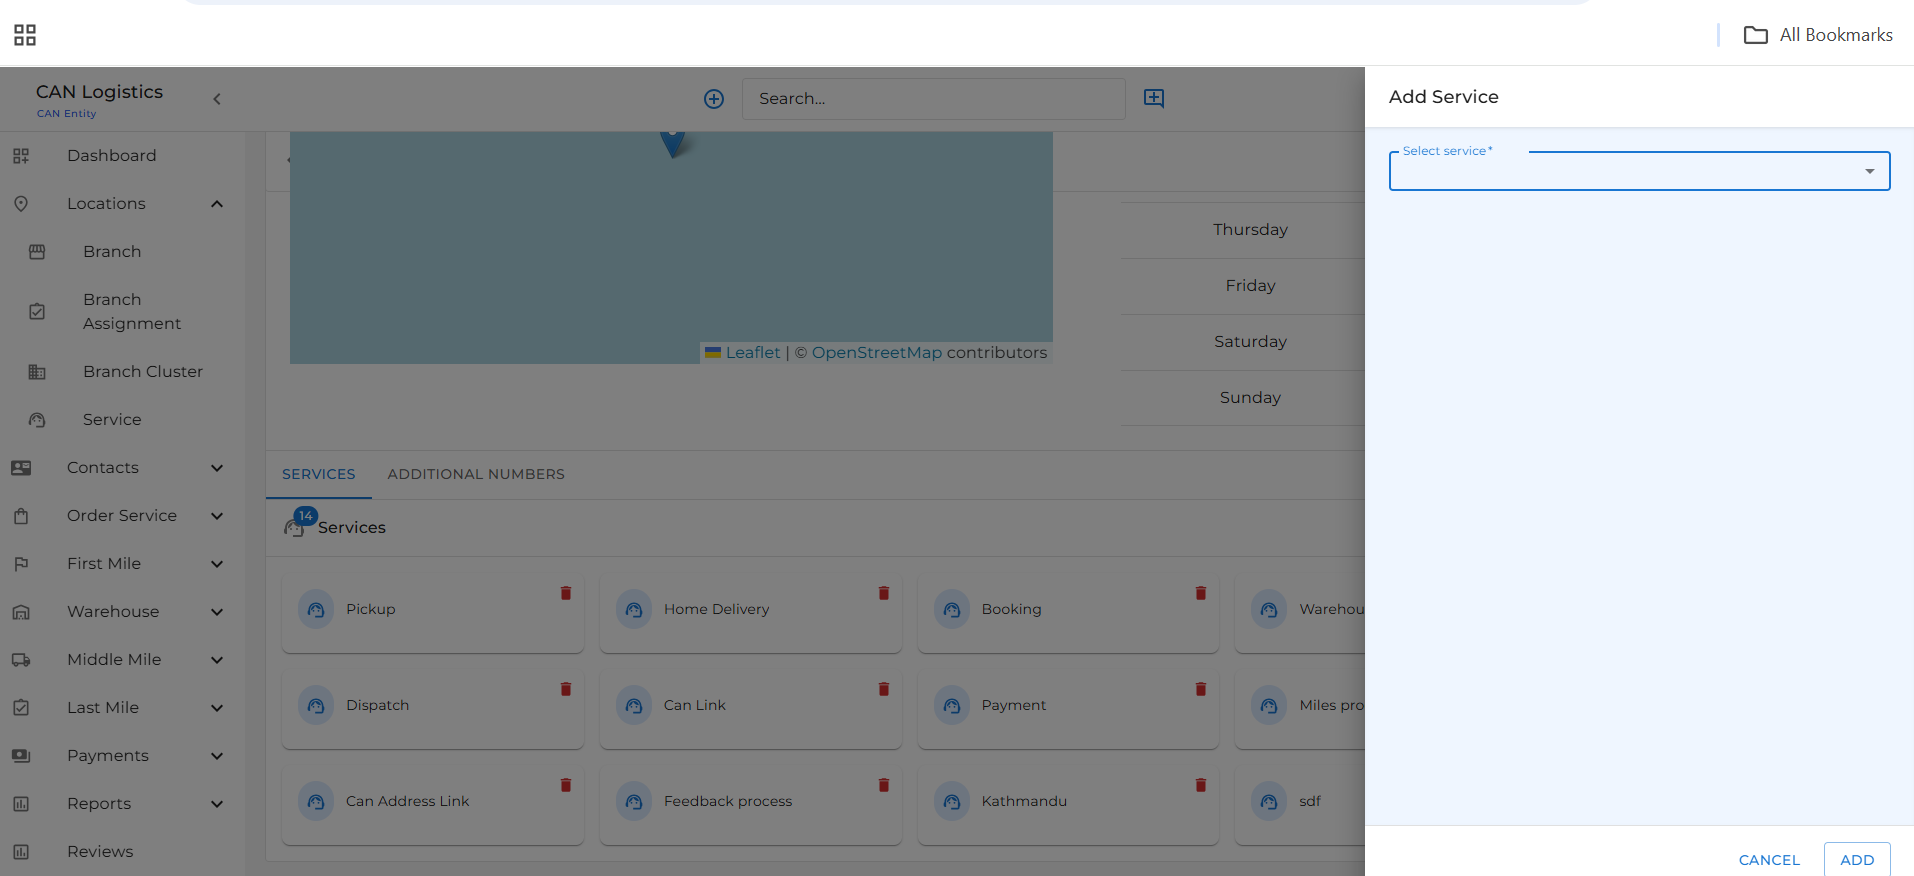 All Bookmarks
CAN Logistics
CAN Entity
Search...
Add Service
Dashboard
Locations
Branch
Branch
Assignment
Branch Cluster
Service
Contacts
Order Service
First Mile
Warehouse
Middle Mile
Last Mile
Payments
Reports
Reviews
Leaflet | © OpenStreetMap contributors
Thursday
Friday
Saturday
Sunday
SERVICES
ADDITIONAL NUMBERS
14
Services
Pickup
Home Delivery
Booking
Warehou
Dispatch
Can Link
Payment
Miles pro
Can Address Link
Feedback process
Kathmandu
sdf
Select service*
CANCEL
ADD